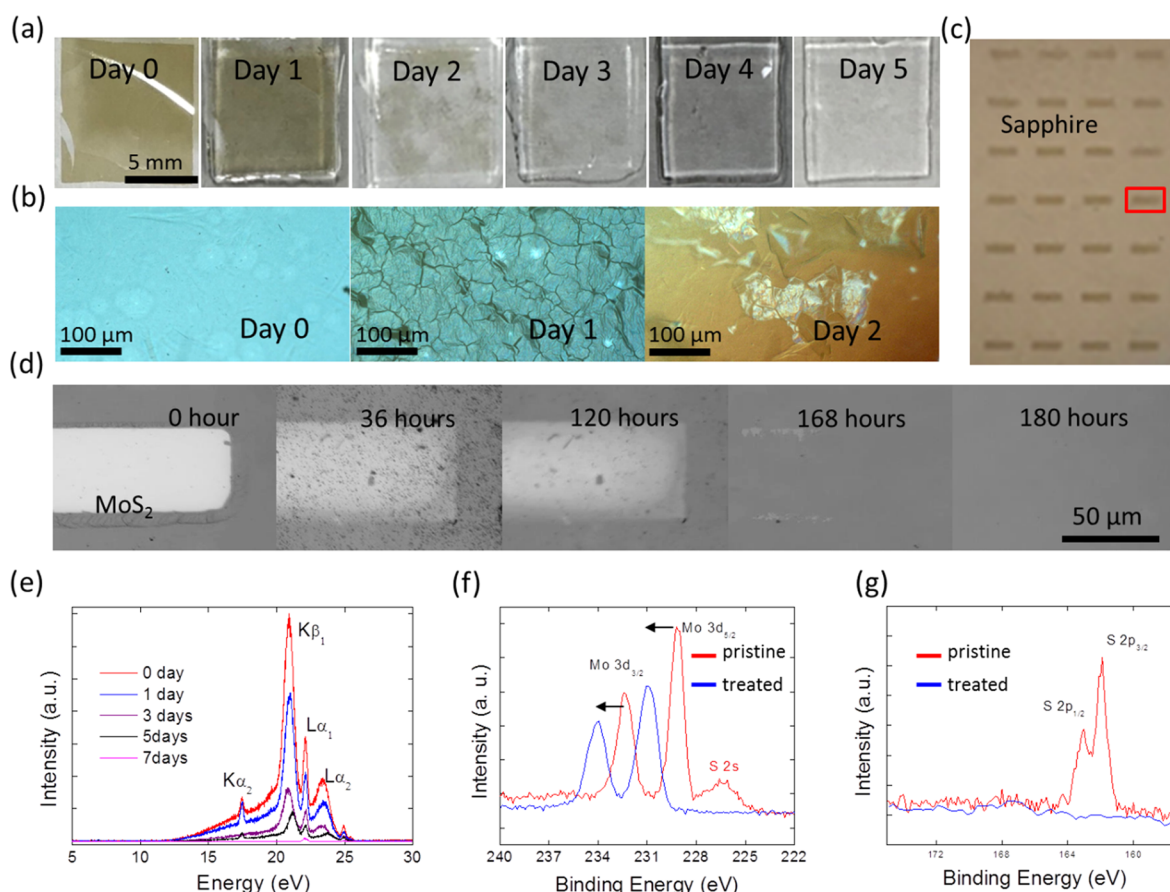 (a)
Day 0
Day 1
Day 2
Day 3
Day 4
Day 5
5 mm
(b)
100 μm
Day 0
100 μm
Day 1
100 μm
Day 2
(c)
Sapphire
(d)
0 hour
36 hours
120 hours
168 hours
180 hours
MoS2
50 μm
(e)
Intensity (a.u.)
0 day
1 day
3 days
5days
7days
Kα2
Kβ1
Lα1
Lα2
5 10 15 20 25 30
Energy (eV)
(f)
Intensity (a. u.)
Mo 3d5/2
pristine
treated
Mo 3d3/2
S 2s
240 237 234 231 228 225 222
Binding Energy (eV)
(g)
Intensity (a.u.)
pristine
treated
S 2p3/2
S 2p1/2
172 168 164 160
Binding Energy (eV)